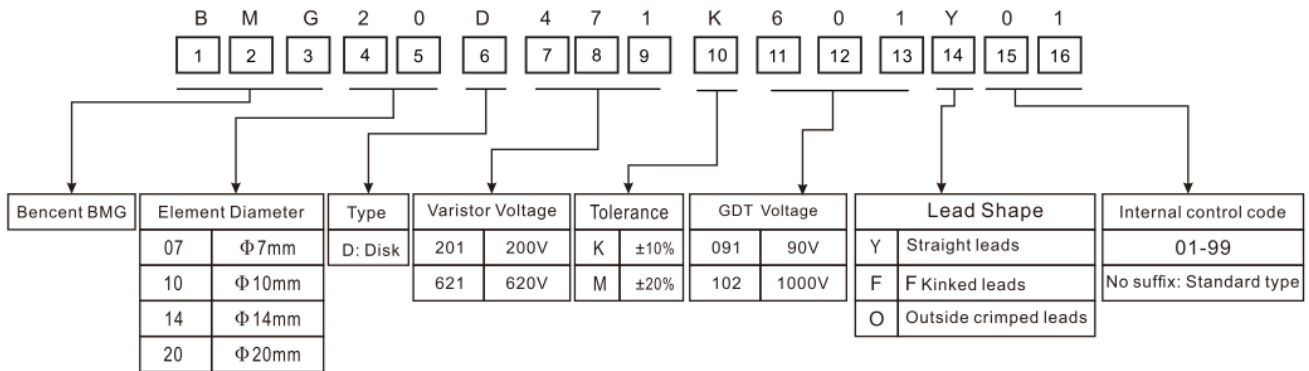 B M G 2 0 D 4 7 1 K 6 0 1 Y 0 1
1 2 3 4 5 6 7 8 9 10 11 12 13 14 15 16
Bencent BMG
Element Diameter
07 Φ7mm
10 Φ10mm
14 Φ14mm
20 Φ20mm
Type
D: Disk
Varistor Voltage
201 200V
621 620V
Tolerance
K ±10%
M ±20%
GDT Voltage
091 90V
102 1000V
Lead Shape
Y Straight leads
F F Kinked leads
O Outside crimped leads
Internal control code
01-99
No suffix: Standard type